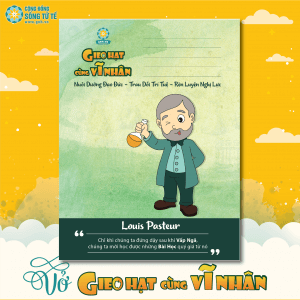 CỘNG ĐỒNG
SỐNG TỬ TẾ
GIEO HẠT
CÙNG VĨ NHÂN
Nuôi Dưỡng Đạo Đức - Trau Dồi Trí Tuệ - Rèn Luyện Nghị Lực
Louis Pasteur
Chỉ khi chúng ta đứng dậy sau khi Vấp Ngã,
chúng ta mới học được những Bài Học quý giá từ nó
Vở GIEO HẠT CÙNG VĨ NHÂN